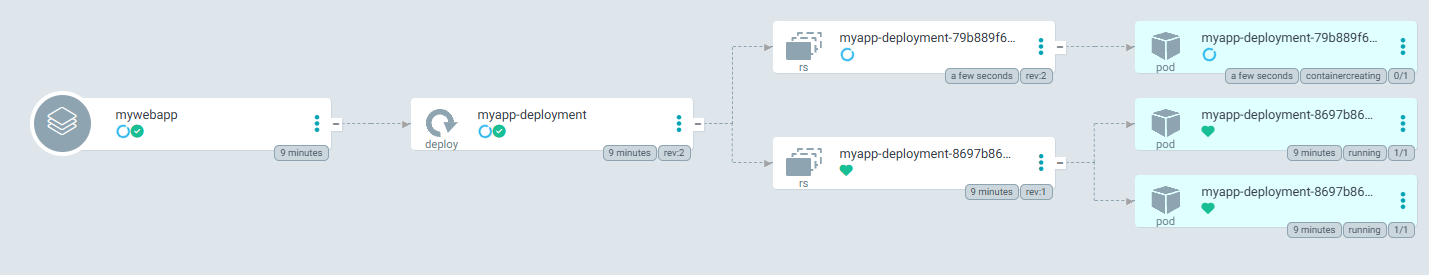 mywebapp
9 minutes
deploy
myapp-deployment
9 minutes rev:2
rs
myapp-deployment-79b889f6...
a few seconds rev:2
rs
myapp-deployment-8697b86...
9 minutes rev:1
pod
myapp-deployment-79b889f6...
a few seconds containercreating 0/1
pod
myapp-deployment-8697b86...
9 minutes running 1/1
pod
myapp-deployment-8697b86...
9 minutes running 1/1